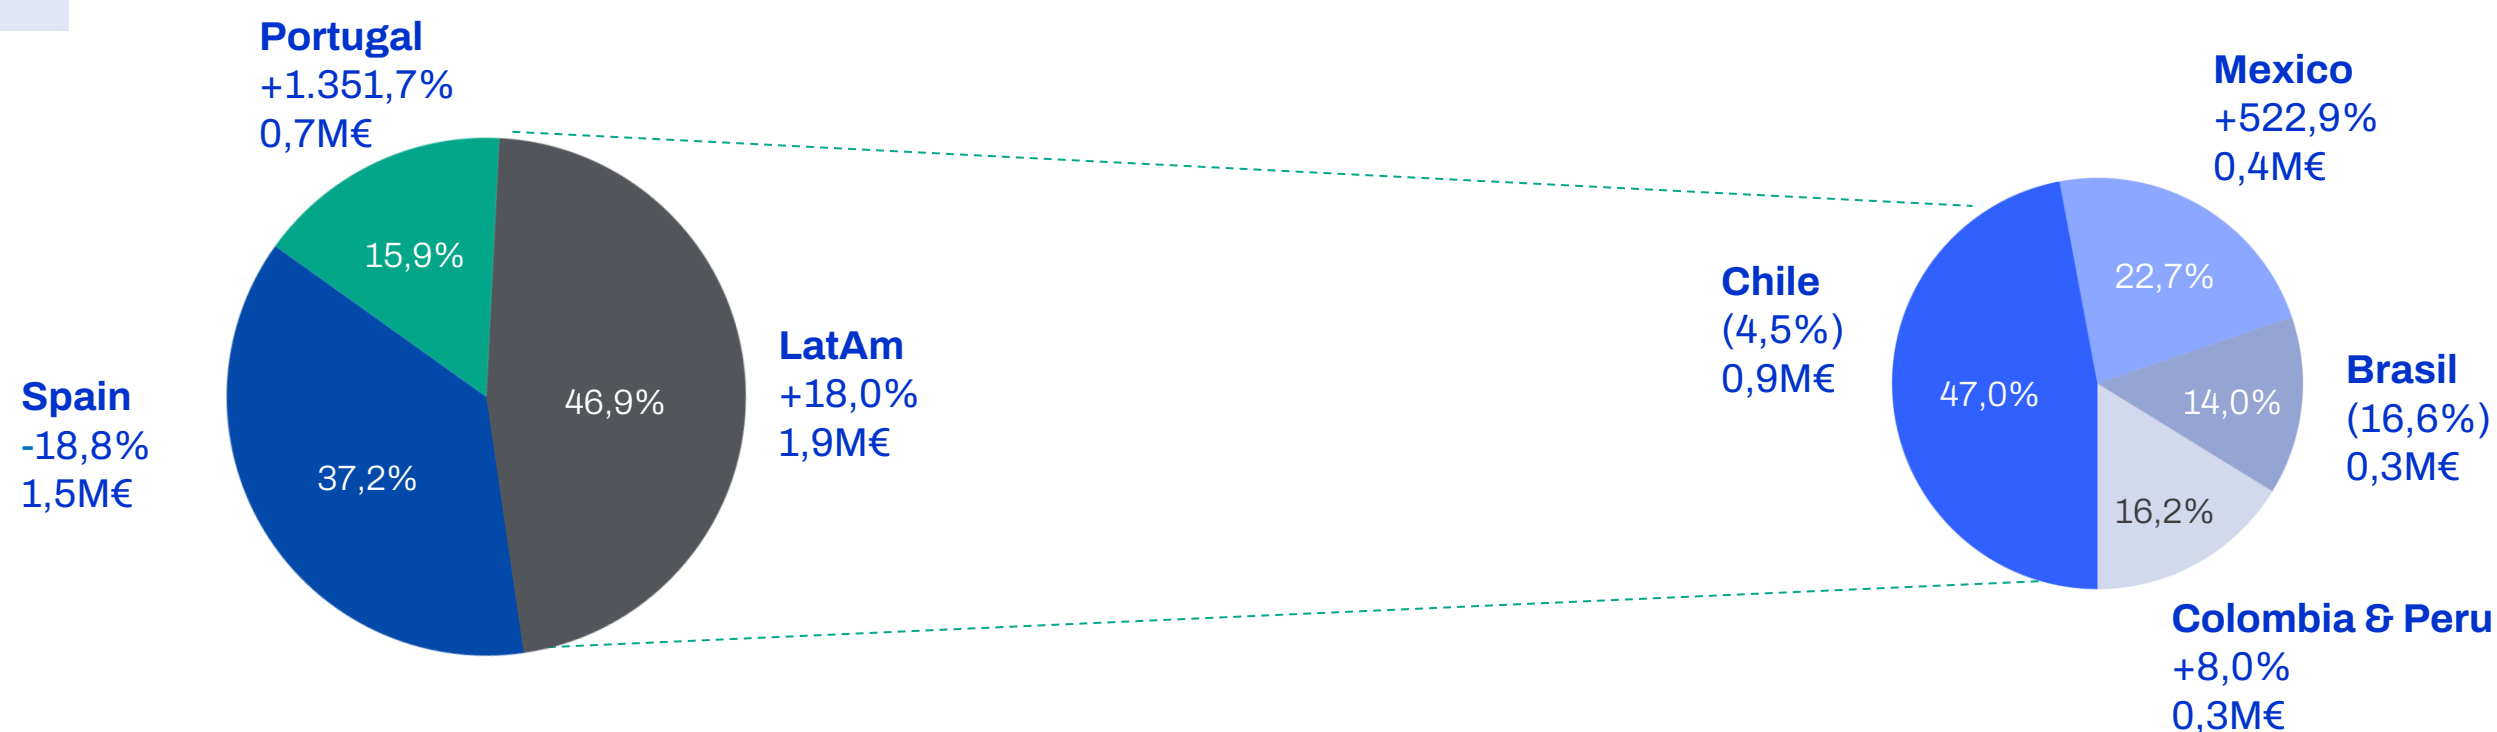 Portugal
+1.351,7%
0,7M€
15,9%
46,9%
37,2%
Spain
-18,8%
1,5M€
LatAm
+18,0%
1,9M€
Mexico
+522,9%
0,4M€
Chile
(4,5%)
0,9M€
22,7%
47,0%
14,0%
16,2%
Brasil
(16,6%)
0,3M€
Colombia & Peru
+8,0%
0,3M€